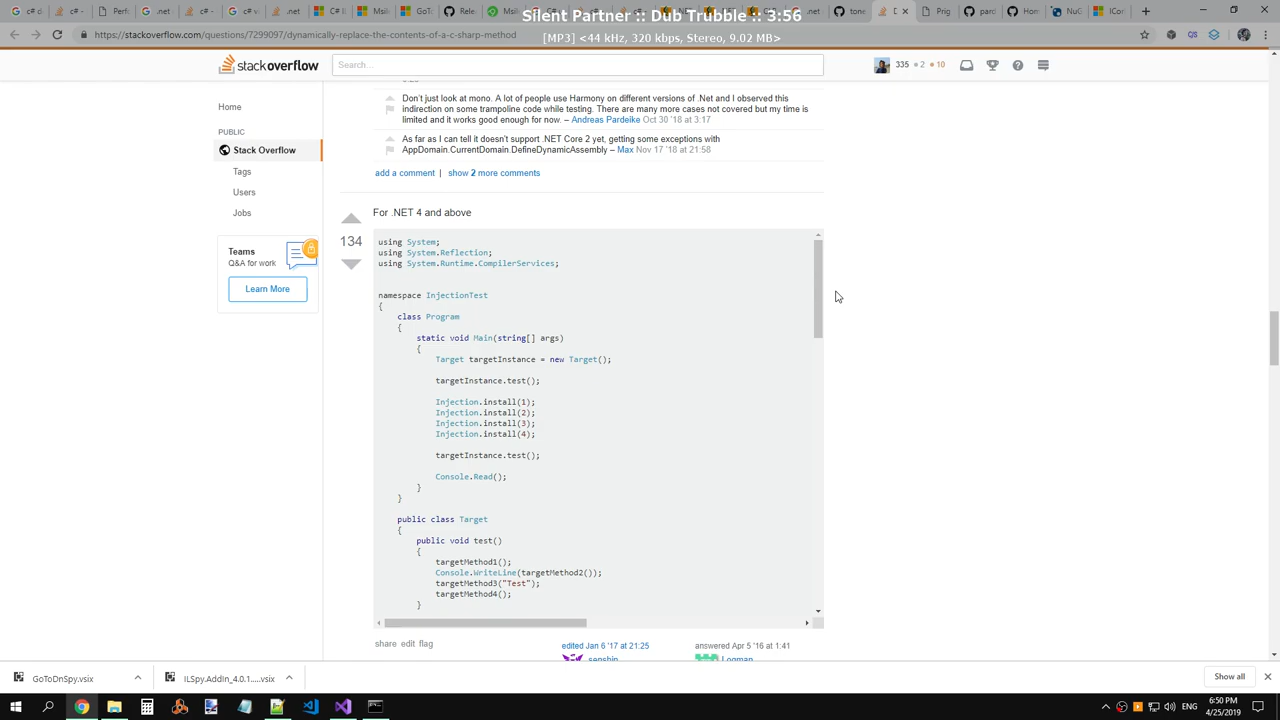 Silent Partner :: Dub Trubble :: 3:56
[MP3] <44 kHz, 320 kbps, Stereo, 9.02 MB>
https://stackoverflow.com/questions/7299097/dynamically-replace-the-contents-of-a-c-sharp-method
stackoverflow
Search...
335 2 10
Home
PUBLIC
Stack Overflow
Tags
Users
Jobs
Teams
Q&A for work
Learn More
Don't just look at mono. A lot of people use Harmony on different versions of .Net and I observed this
indirection on some trampoline code while testing. There are many more cases not covered but my time is
limited and it works good enough for now. – Andreas Pardeike Oct 30 '18 at 3:17
As far as I can tell it doesn't support .NET Core 2 yet, getting some exceptions with
AppDomain.CurrentDomain.DefineDynamicAssembly – Max Nov 17 '18 at 21:58
add a comment | show 2 more comments
134
For .NET 4 and above
using System;
using System.Reflection;
using System.Runtime.CompilerServices;
namespace InjectionTest
{
class Program
{
static void Main(string[] args)
{
Target targetInstance = new Target();
targetInstance.test();
Injection.install(1);
Injection.install(2);
Injection.install(3);
Injection.install(4);
targetInstance.test();
Console.Read();
}
}
public class Target
{
public void test()
{
targetMethod1();
Console.WriteLine(targetMethod2());
targetMethod3("Test");
targetMethod4();
}
share edit flag
edited Jan 6 '17 at 21:25
answered Apr 5 '16 at 1:41
senshin
Logman
GoToDnSpy.vsix
ILSpy.AddIn_4.0.1.....vsix
Show all
ENG
6:50 PM
4/25/2019